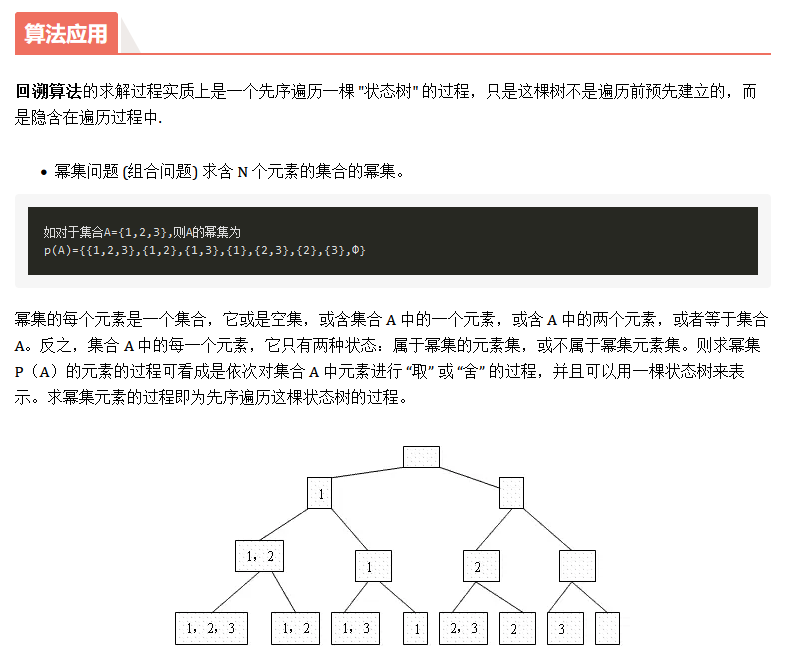 算法应用
回溯算法的求解过程实质上是一个先序遍历一棵 "状态树" 的过程，只是这棵树不是遍历前预先建立的，而
是隐含在遍历过程中.
• 幂集问题 (组合问题) 求含 N 个元素的集合的幂集。
如对于集合A={1,2,3},则A的幂集为
p(A)={{1,2,3},{1,2},{1,3},{1},{2,3},{2},{3},Φ}
幂集的每个元素是一个集合，它或是空集，或含集合 A 中的一个元素，或含 A 中的两个元素，或者等于集合
A。反之，集合 A 中的每一个元素，它只有两种状态：属于幂集的元素集，或不属于幂集元素集。则求幂集
P（A）的元素的过程可看成是依次对集合 A 中元素进行 “取” 或 “舍” 的过程，并且可以用一棵状态树来表
示。求幂集元素的过程即为先序遍历这棵状态树的过程。
1
1，2
1
2
1，2，3
1，2
1，3
1
2，3
2
3